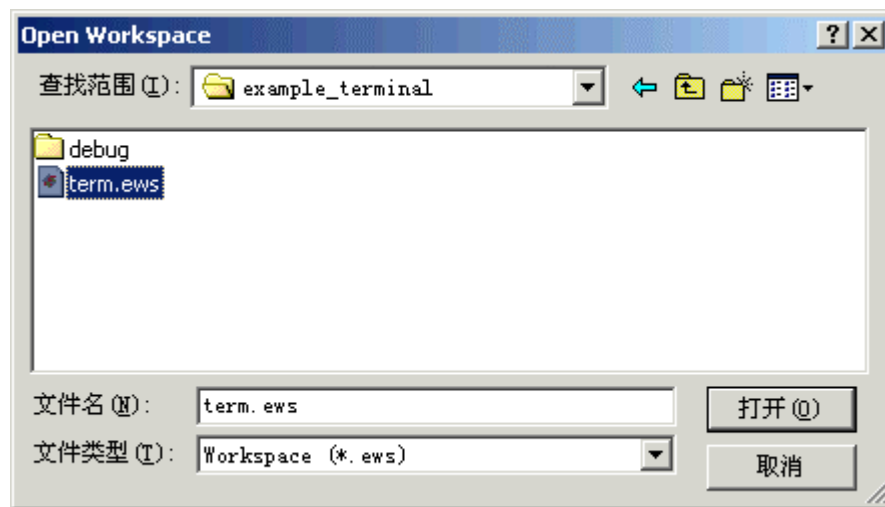 Open Workspace
查找范围(I): example_terminal
debug
term.ews
文件名(N): term.ews 打开(O)
文件类型(T): Workspace (*.ews) 取消